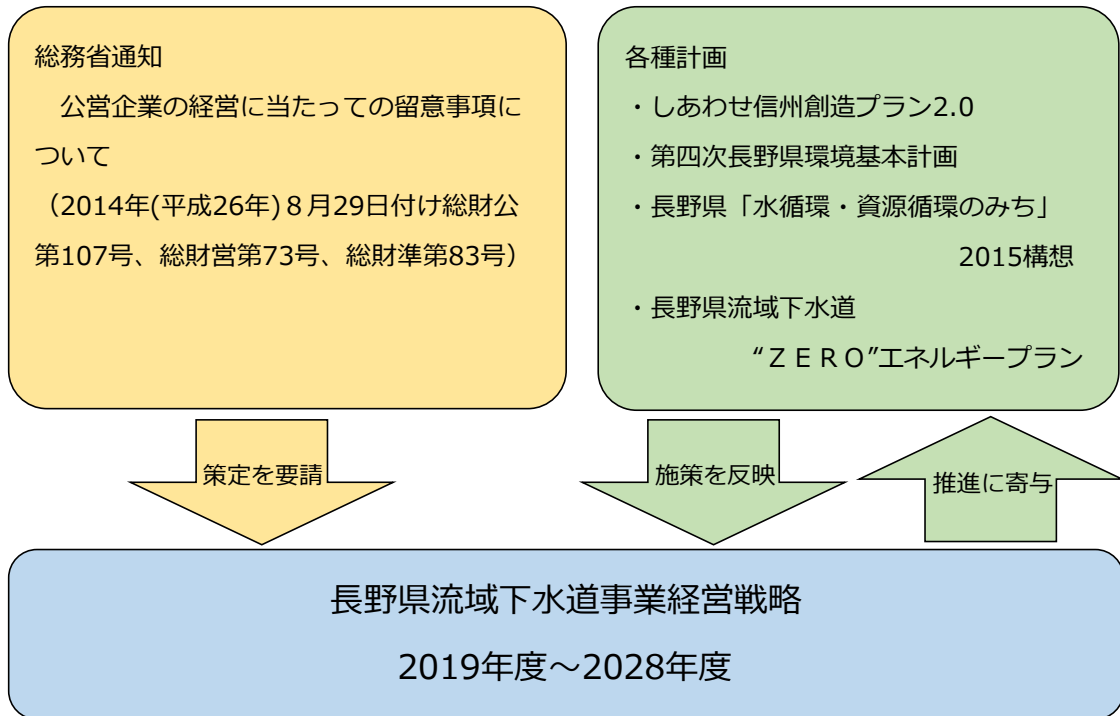 総務省通知
　公営企業の経営に当たっての留意事項に
ついて
（2014年(平成26年)８月29日付け総財公
第107号、総財営第73号、総財準第83号）
各種計画
・しあわせ信州創造プラン2.0
・第四次長野県環境基本計画
・長野県「水循環・資源循環のみち」
2015構想
・長野県流域下水道
“ＺＥＲＯ”エネルギープラン
策定を要請
施策を反映
推進に寄与
長野県流域下水道事業経営戦略
2019年度～2028年度